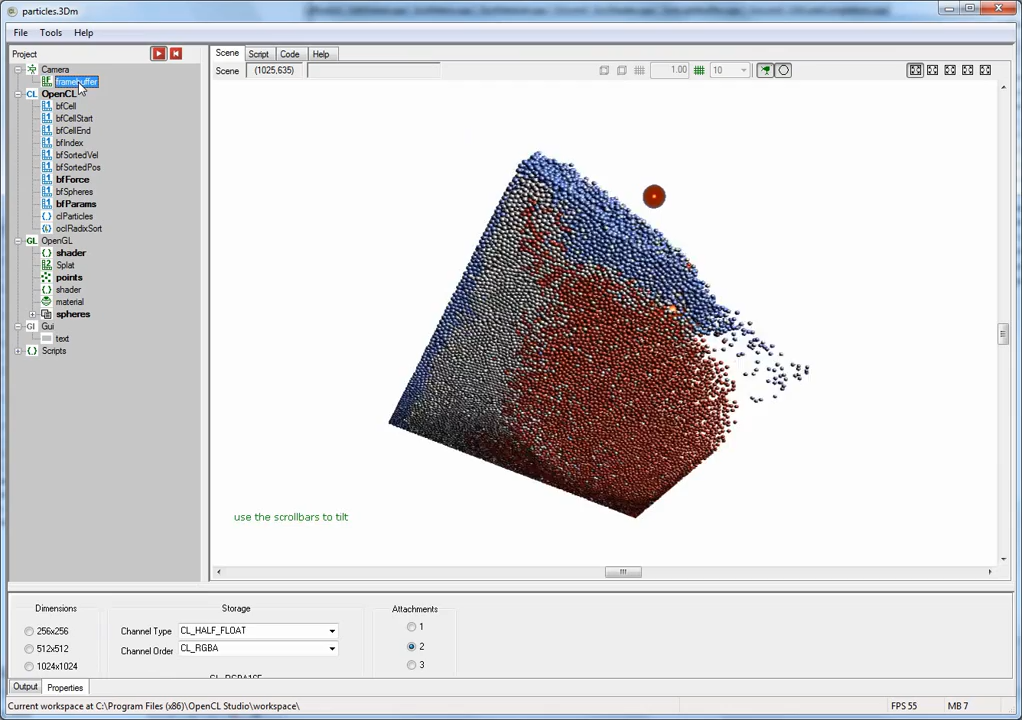 particles.3Dm
File Tools Help
Project
Scene Script Code Help
Scene (1025,635) 1.00 10
Camera
framebuffer
CL OpenCL
bfCell
bfCellStart
bfCellEnd
bfIndex
bfSortedVel
bfSortedPos
bfForce
bfSpheres
bfParams
clParticles
oclRadixSort
GL OpenGL
shader
Splat
points
shader
material
spheres
GI Gui
text
Scripts
use the scrollbars to tilt
Dimensions Storage Attachments
256x256
512x512
1024x1024
Channel Type CL_HALF_FLOAT
Channel Order CL_RGBA
1
2
3
Output Properties
Current workspace at C:\Program Files (x86)\OpenCL Studio\workspace\ FPS 55 MB 7